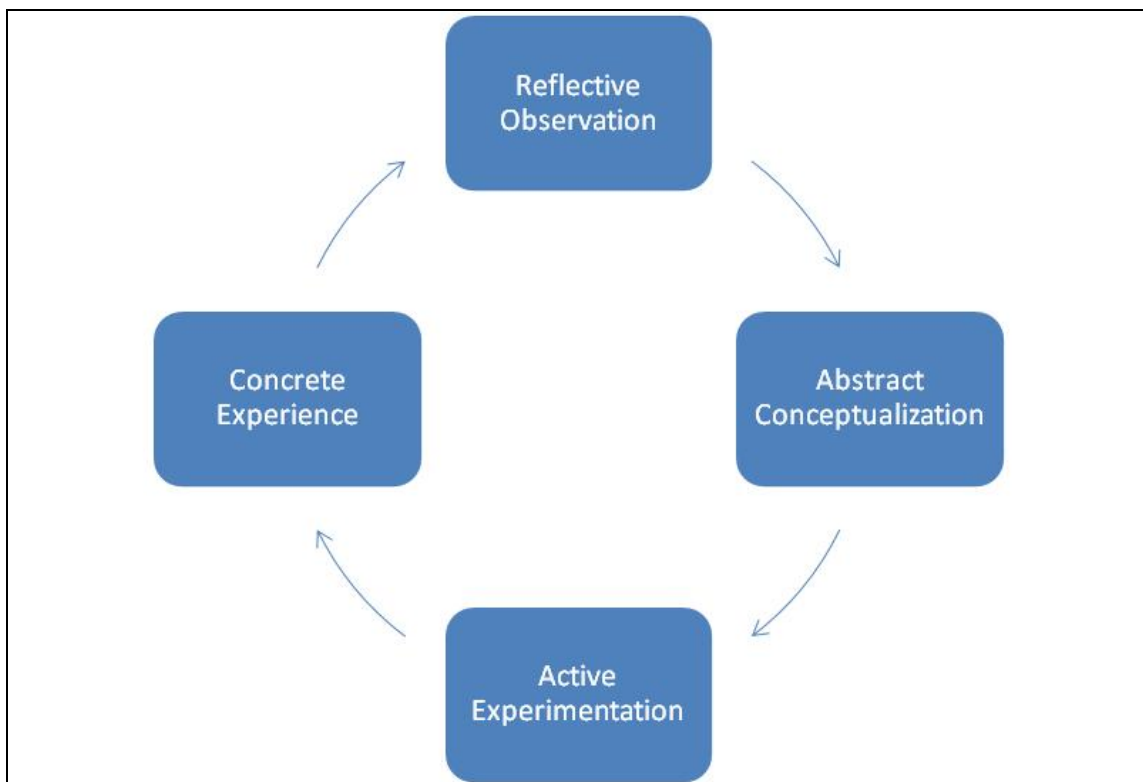 Reflective
Observation
Concrete
Experience
Abstract
Conceptualization
Active
Experimentation